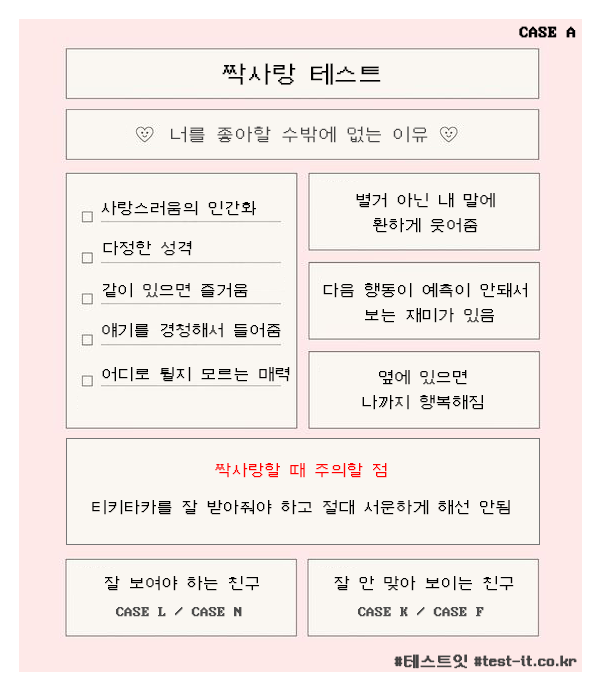 CASE A
짝사랑 테스트
너를 좋아할 수밖에 없는 이유
사랑스러움의 인간화
다정한 성격
같이 있으면 즐거움
얘기를 경청해서 들어줌
어디로 튈지 모르는 매력
별거 아닌 내 말에
환하게 웃어줌
다음 행동이 예측이 안돼서
보는 재미가 있음
옆에 있으면
나까지 행복해짐
짝사랑할 때 주의할 점
티키타카를 잘 받아줘야 하고 절대 서운하게 해선 안됨
잘 보여야 하는 친구
CASE L / CASE N
잘 안 맞아 보이는 친구
CASE K / CASE F
#테스트잇 #test-it.co.kr